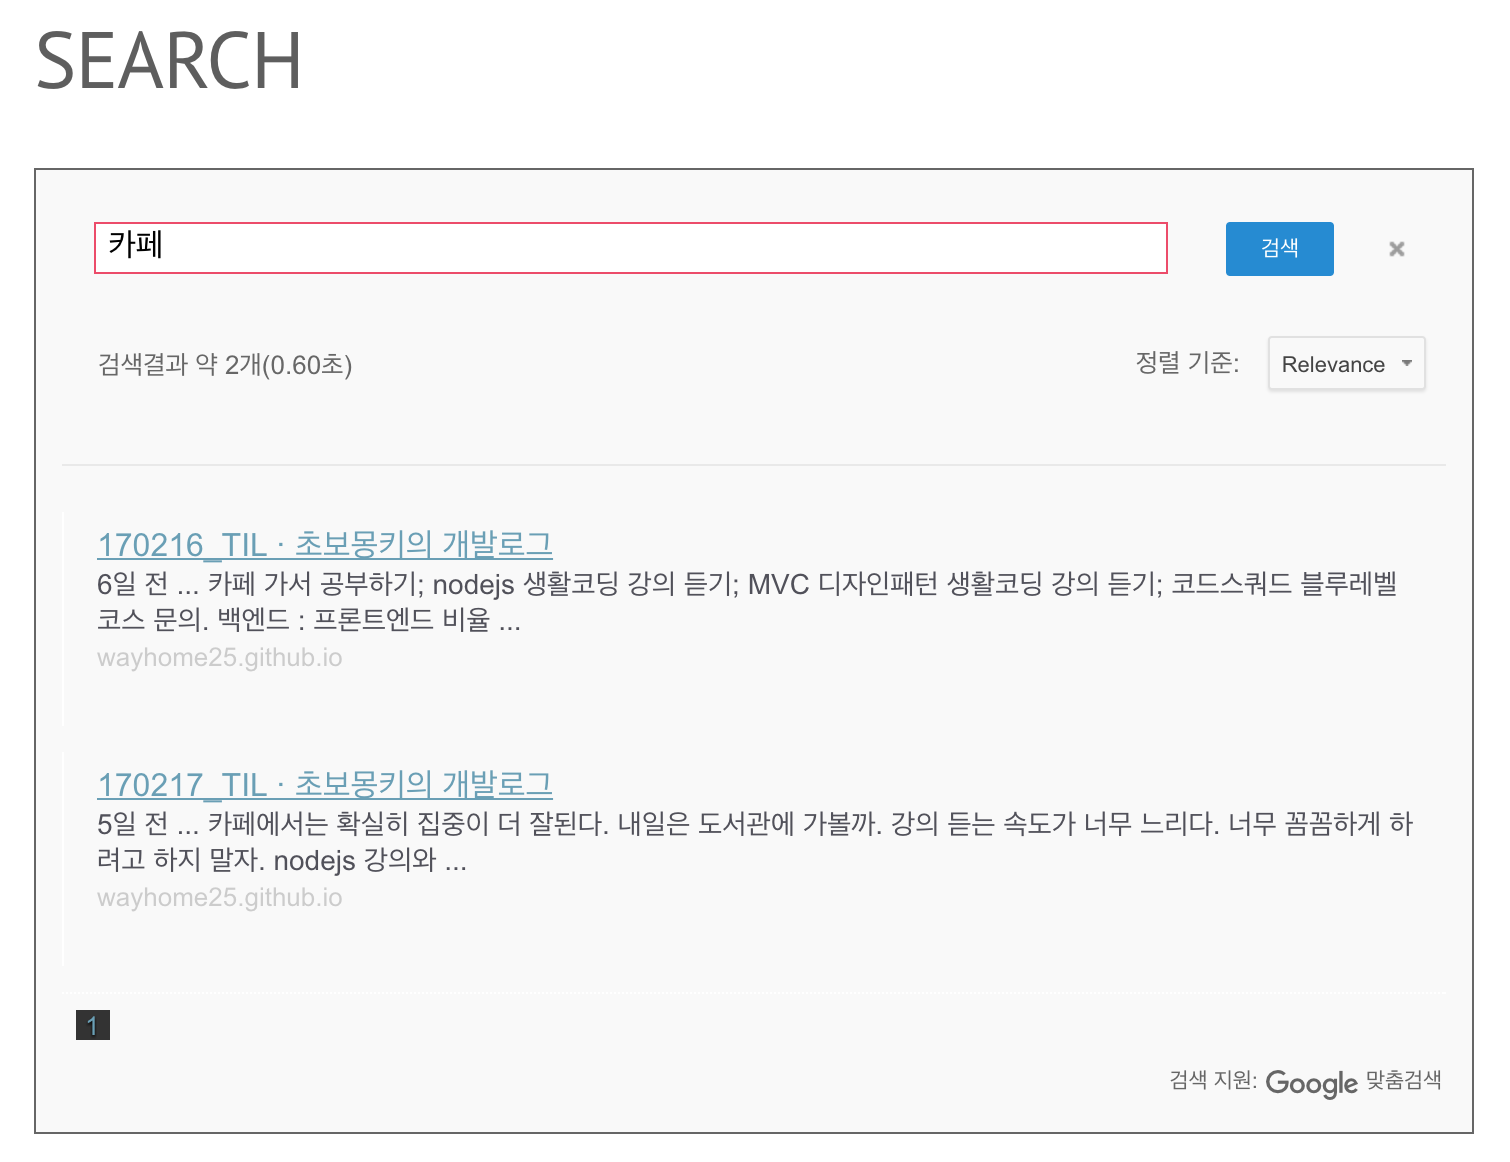 SEARCH
카페
검색
×
검색결과 약 2개(0.60초)
정렬 기준:
Relevance
170216_TIL · 초보몽키의 개발로그
6일 전 ... 카페 가서 공부하기; nodejs 생활코딩 강의 듣기; MVC 디자인패턴 생활코딩 강의 듣기; 코드스쿼드 블루레벨
코스 문의. 백엔드 : 프론트엔드 비율 ...
wayhome25.github.io
170217_TIL · 초보몽키의 개발로그
5일 전 ... 카페에서는 확실히 집중이 더 잘된다. 내일은 도서관에 가볼까. 강의 듣는 속도가 너무 느리다. 너무 꼼꼼하게 하
려고 하지 말자. nodejs 강의와 ...
wayhome25.github.io
1
검색 지원: Google 맞춤검색